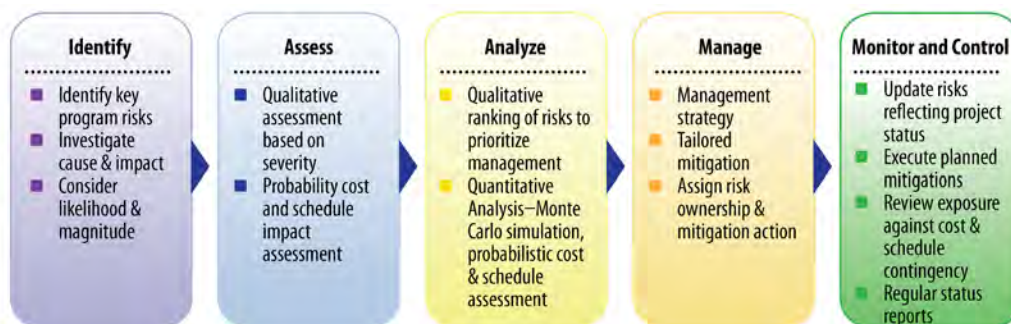 Identify
Identify key
program risks
Investigate
cause & impact
Consider
likelihood &
magnitude
Assess
Qualitative
assessment
based on
severity
Probability cost
and schedule
impact
assessment
Analyze
Qualitative
ranking of risks to
prioritize
management
Quantitative
Analysis–Monte
Carlo simulation,
probabilistic cost
& schedule
assessment
Manage
Management
strategy
Tailored
mitigation
Assign risk
ownership &
mitigation action
Monitor and Control
Update risks
reflecting project
status
Execute planned
mitigations
Review exposure
against cost &
schedule
contingency
Regular status
reports